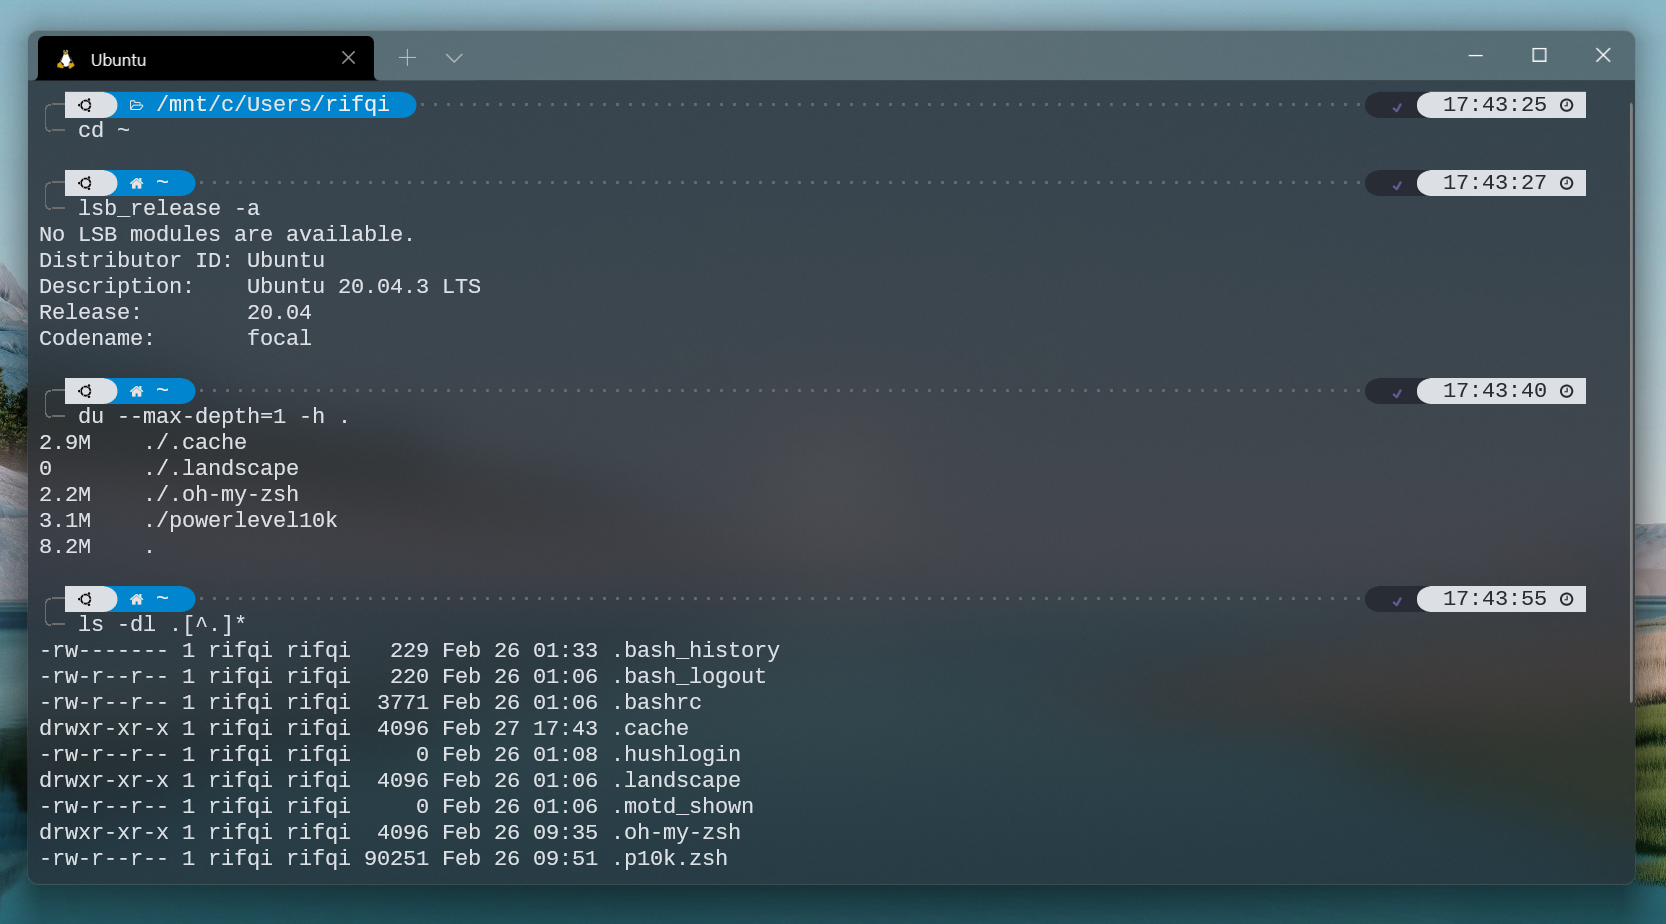 Ubuntu
/mnt/c/Users/rifqi 17:43:25
cd ~
~ 17:43:27
lsb_release -a
No LSB modules are available.
Distributor ID: Ubuntu
Description:    Ubuntu 20.04.3 LTS
Release:        20.04
Codename:       focal
~ 17:43:40
du --max-depth=1 -h .
2.9M    ./.cache
0       ./.landscape
2.2M    ./.oh-my-zsh
3.1M    ./powerlevel10k
8.2M    .
~ 17:43:55
ls -dl .[^.]*
-rw------- 1 rifqi rifqi   229 Feb 26 01:33 .bash_history
-rw-r--r-- 1 rifqi rifqi   220 Feb 26 01:06 .bash_logout
-rw-r--r-- 1 rifqi rifqi  3771 Feb 26 01:06 .bashrc
drwxr-xr-x 1 rifqi rifqi  4096 Feb 27 17:43 .cache
-rw-r--r-- 1 rifqi rifqi     0 Feb 26 01:08 .hushlogin
drwxr-xr-x 1 rifqi rifqi  4096 Feb 26 01:06 .landscape
-rw-r--r-- 1 rifqi rifqi     0 Feb 26 01:06 .motd_shown
drwxr-xr-x 1 rifqi rifqi  4096 Feb 26 09:35 .oh-my-zsh
-rw-r--r-- 1 rifqi rifqi 90251 Feb 26 09:51 .p10k.zsh